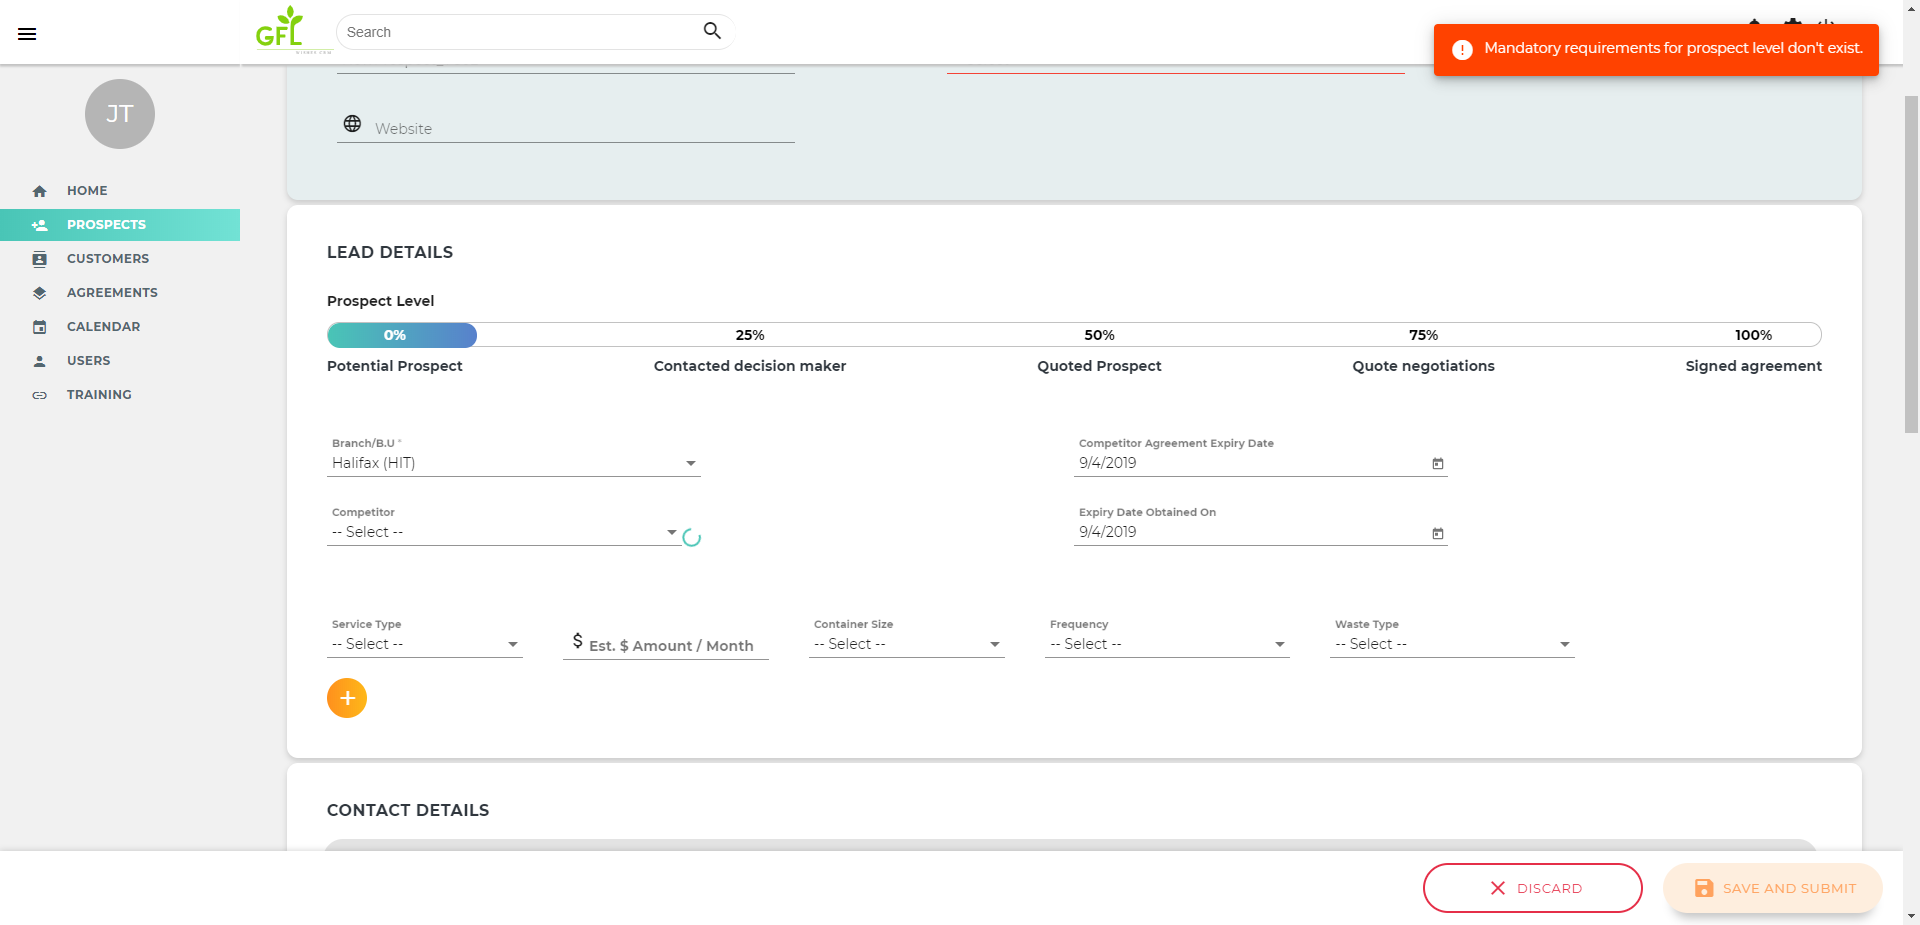 GFL
Search
Mandatory requirements for prospect level don't exist.
JT
Website
HOME
PROSPECTS
CUSTOMERS
AGREEMENTS
CALENDAR
USERS
TRAINING
LEAD DETAILS
Prospect Level
0% 25% 50% 75% 100%
Potential Prospect Contacted decision maker Quoted Prospect Quote negotiations Signed agreement
Branch/B.U * Competitor Agreement Expiry Date
Halifax (HIT) 9/4/2019
Competitor Expiry Date Obtained On
-- Select -- 9/4/2019
Service Type Container Size Frequency Waste Type
-- Select -- $ Est. $ Amount / Month -- Select -- -- Select -- -- Select --
+
CONTACT DETAILS
DISCARD SAVE AND SUBMIT